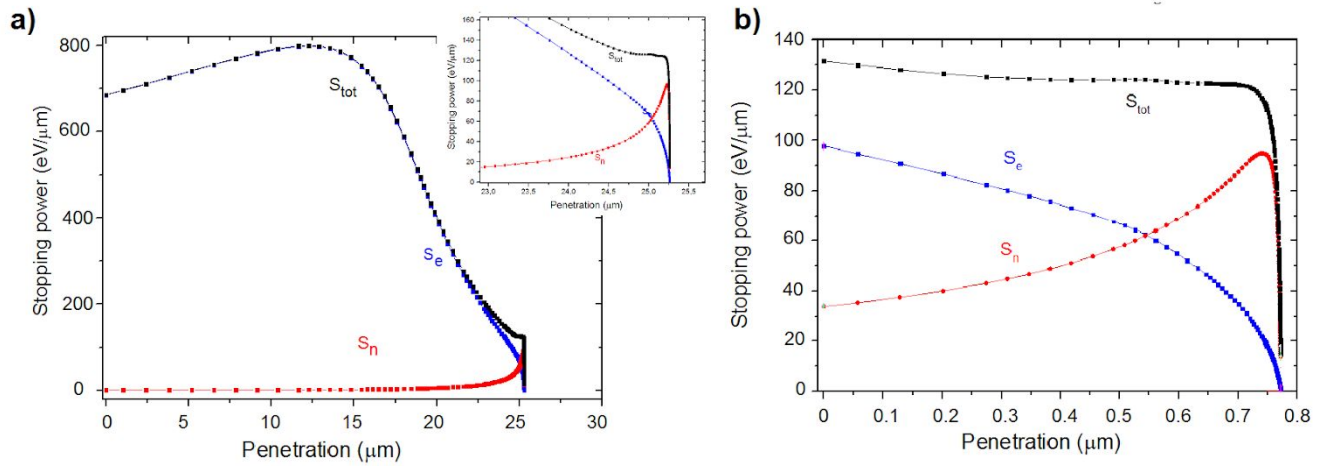 a)
Stopping power (eV/μm)
800
600
400
200
0
0
5
10
15
20
25
30
Penetration (μm)
S_tot
S_e
S_n
Stopping power (eV/μm)
160
140
120
100
80
60
40
20
0
23,0
23,5
24,0
24,5
25,0
25,5
Penetration (μm)
S_tot
S_n
b)
Stopping power (eV/μm)
140
120
100
80
60
40
20
0
0
0.1
0.2
0.3
0.4
0.5
0.6
0.7
0.8
Penetration (μm)
S_tot
S_e
S_n